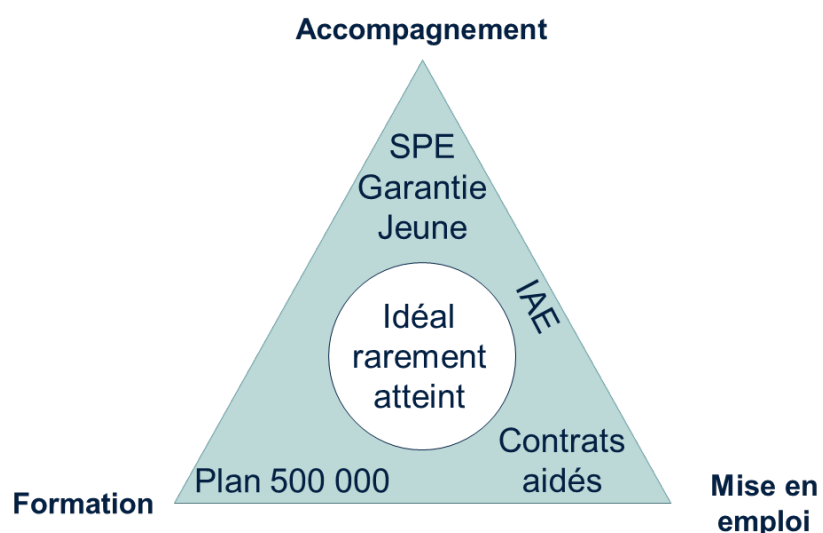 Accompagnement
SPE
Garantie
Jeune
IAE
Idéal
rarement
atteint
Contrats
aidés
Plan 500 000
Formation
Mise en
emploi